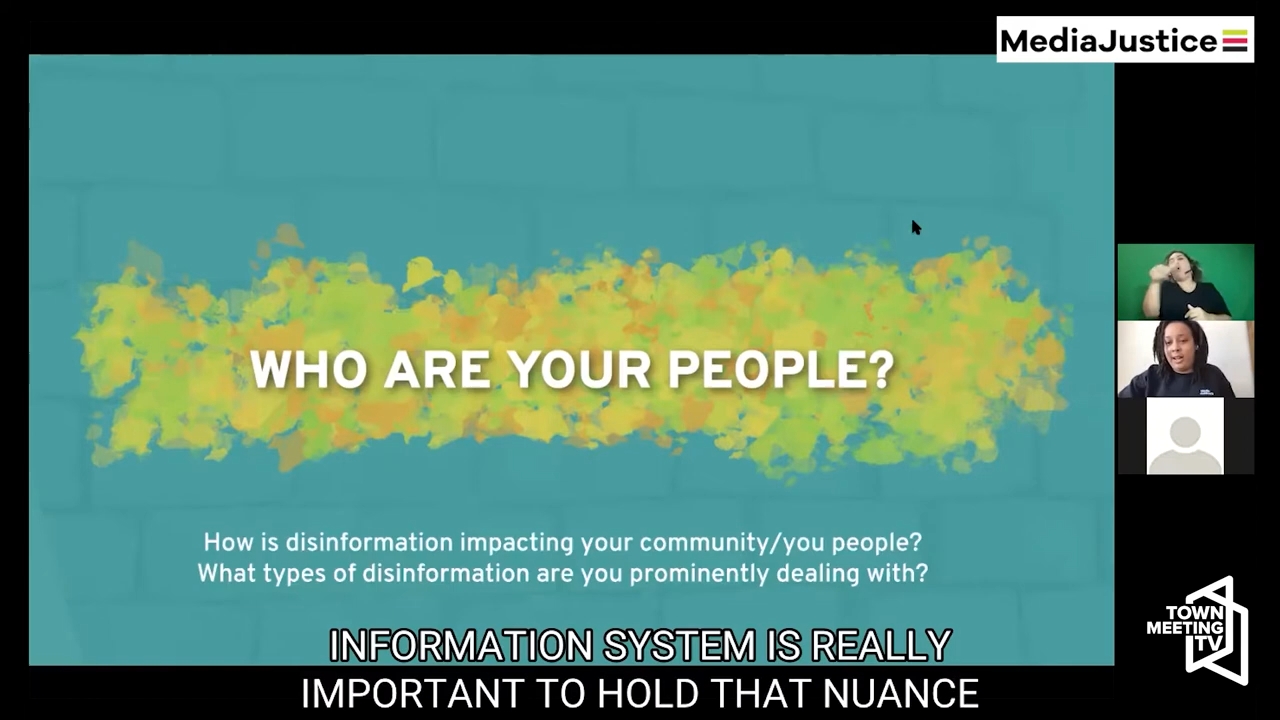 MediaJustice
WHO ARE YOUR PEOPLE?
How is disinformation impacting your community/you people?
What types of disinformation are you prominently dealing with?
INFORMATION SYSTEM IS REALLY
IMPORTANT TO HOLD THAT NUANCE
TOWN
MEETING
TV